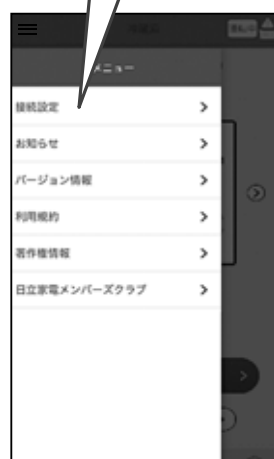 メニュー
接続設定
お知らせ
バージョン情報
利用規約
著作権情報
日立家電メンバーズクラブ